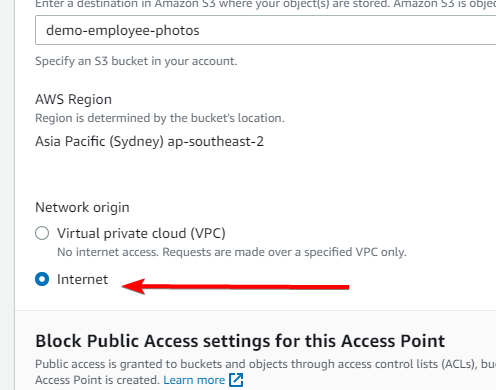 Enter a destination in Amazon S3 where your object(s) are stored. Amazon S3 is objec
demo-employee-photos
Specify an S3 bucket in your account.
AWS Region
Region is determined by the bucket's location.
Asia Pacific (Sydney) ap-southeast-2
Network origin
Virtual private cloud (VPC)
No internet access. Requests are made over a specified VPC only.
Internet
Block Public Access settings for this Access Point
Public access is granted to buckets and objects through access control lists (ACLs), bu
Access Point is created. Learn more